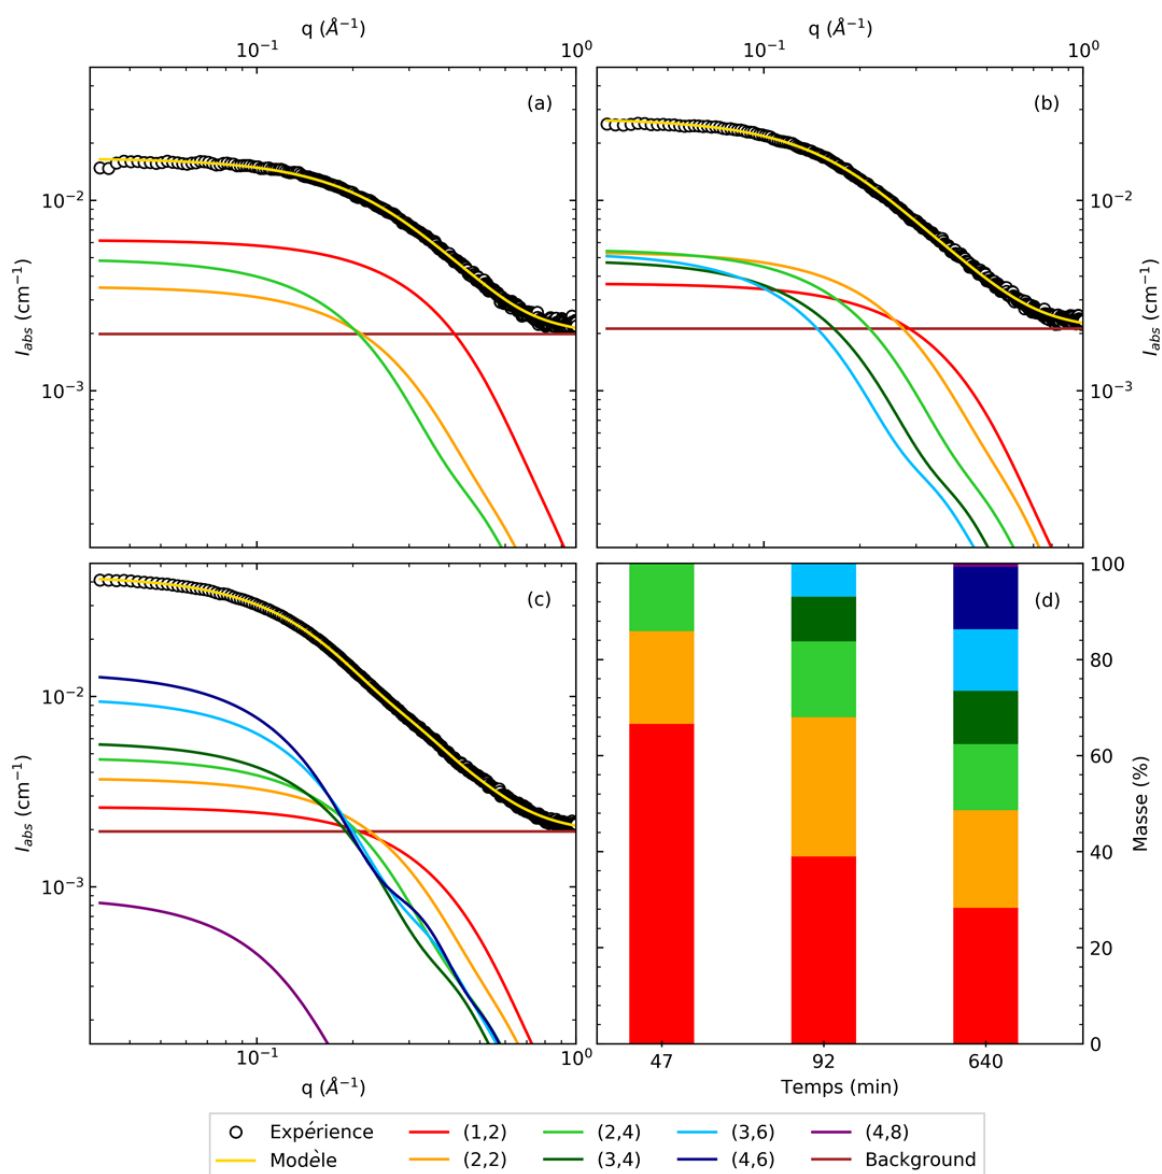 q (Å⁻¹) q (Å⁻¹)
10⁻¹ 10⁰ 10⁻¹ 10⁰
(a) (b)
10⁻² 10⁻²
I_abs (cm⁻¹) I_abs (cm⁻¹)
10⁻³ 10⁻³
(c) (d) 100
80
10⁻²
60
I_abs (cm⁻¹) Masse (%)
40
10⁻³
20
0
10⁻¹ 10⁰ 47 92 640
q (Å⁻¹) Temps (min)
Expérience (1,2) (2,4) (3,6) (4,8)
Modèle (2,2) (3,4) (4,6) Background